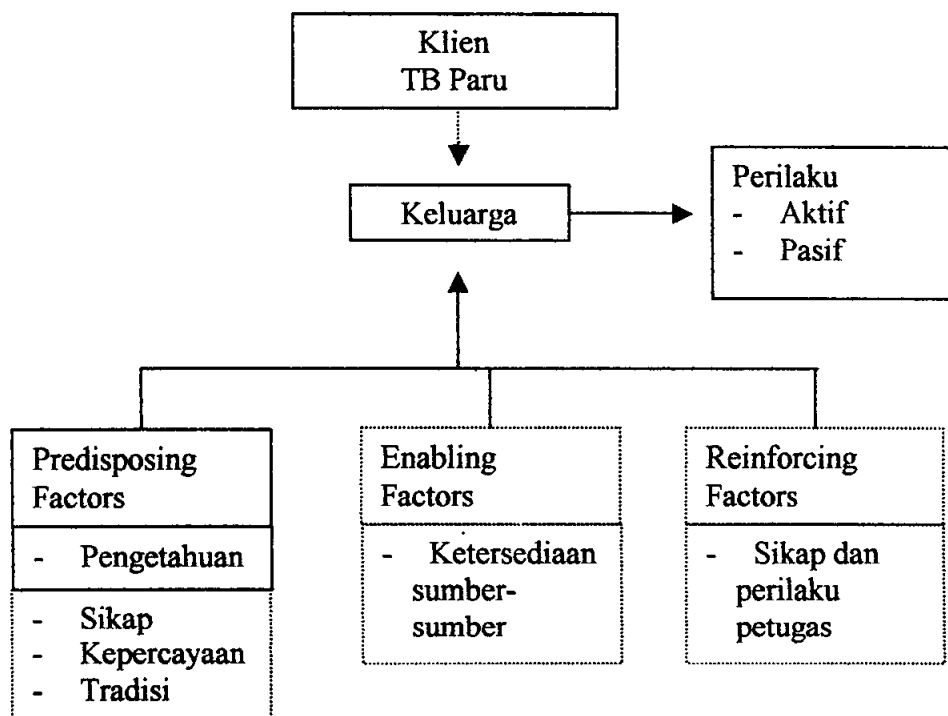 Klien
TB Paru
Keluarga
Perilaku
- Aktif
- Pasif
Predisposing
Factors
- Pengetahuan
- Sikap
- Kepercayaan
- Tradisi
Enabling
Factors
- Ketersediaan
sumber-
sumber
Reinforcing
Factors
- Sikap dan
perilaku
petugas